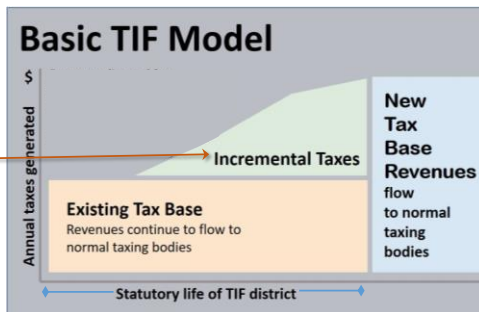 Basic TIF Model
$
Annual taxes generated
Incremental Taxes
Existing Tax Base
Revenues continue to flow to
normal taxing bodies
New
Tax
Base
Revenues
flow
to normal
taxing
bodies
Statutory life of TIF district